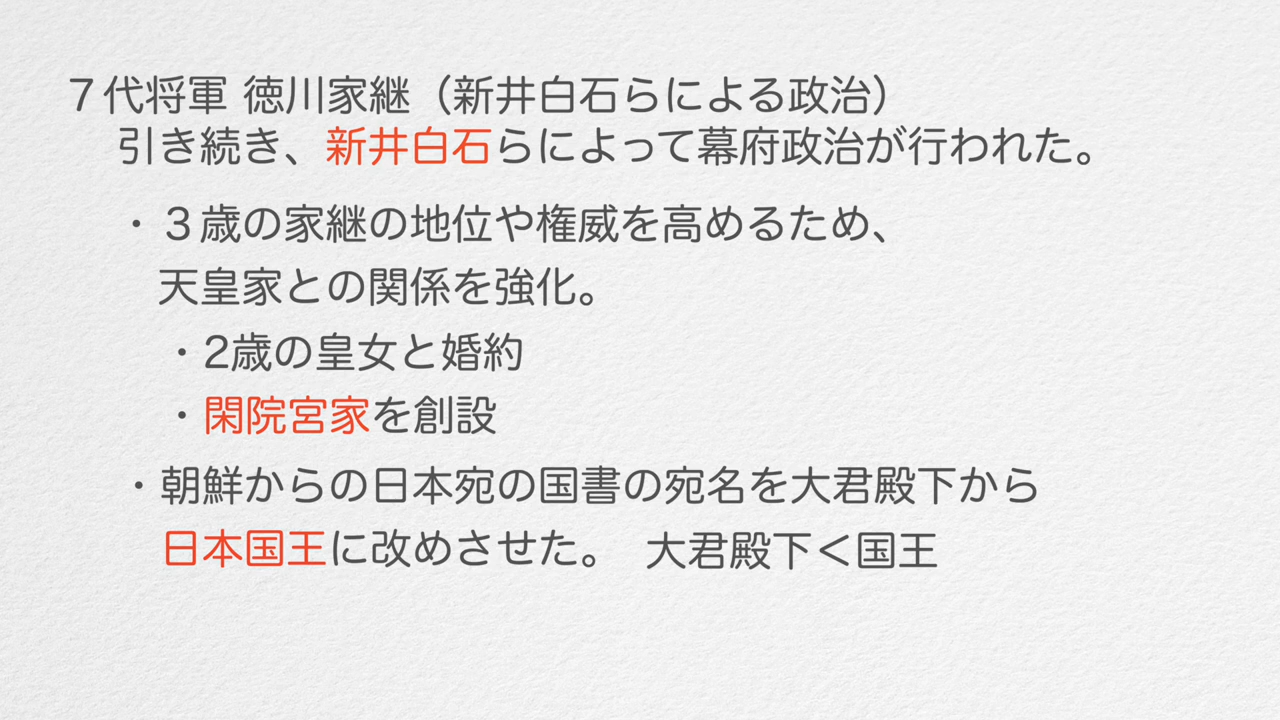 ７代将軍 徳川家継（新井白石らによる政治）
引き続き、新井白石らによって幕府政治が行われた。
・３歳の家継の地位や権威を高めるため、
天皇家との関係を強化。
・2歳の皇女と婚約
・閑院宮家を創設
・朝鮮からの日本宛の国書の宛名を大君殿下から
日本国王に改めさせた。　大君殿下＜国王